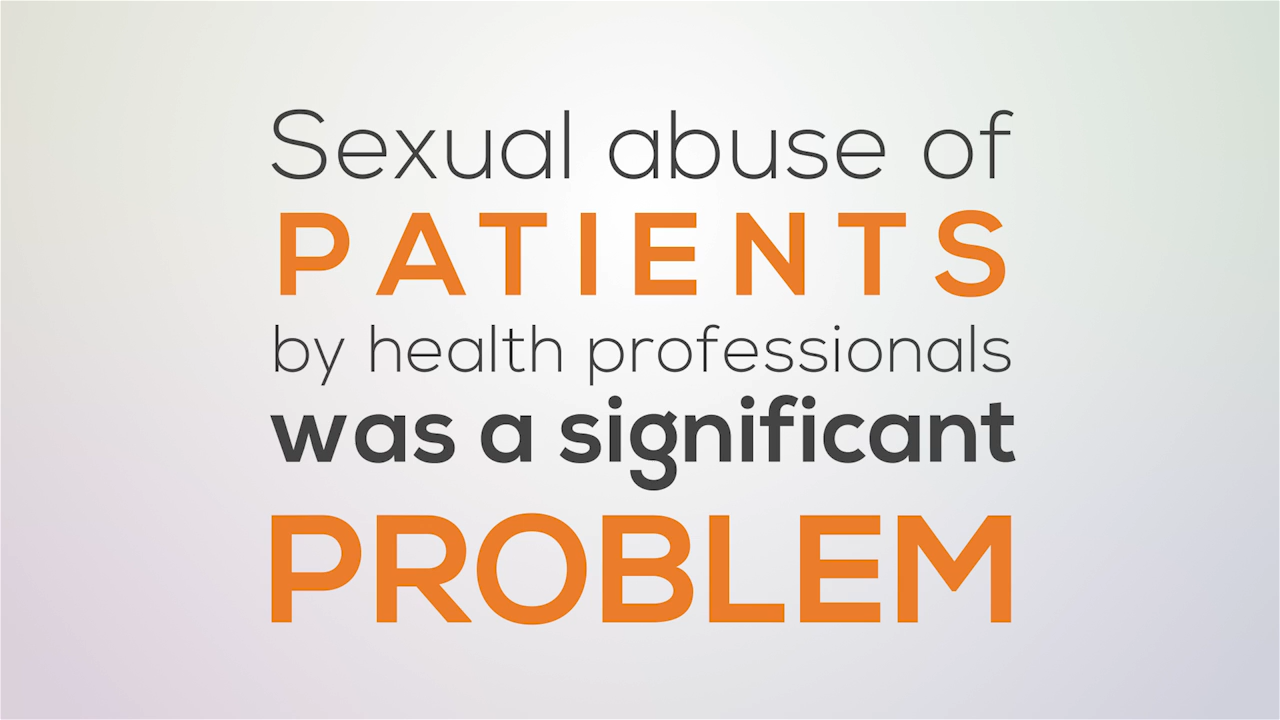 Sexual abuse of
PATIENTS
by health professionals
was a significant
PROBLEM